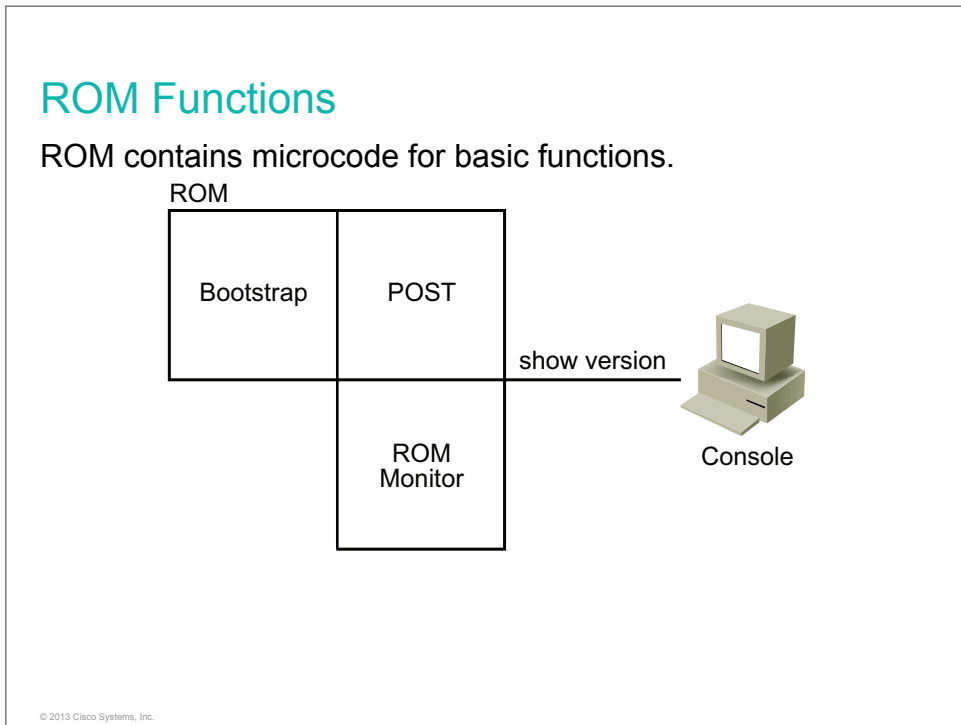 ROM Functions
ROM contains microcode for basic functions.
ROM
Bootstrap
POST
show version
ROM
Monitor
Console
© 2013 Cisco Systems, Inc.